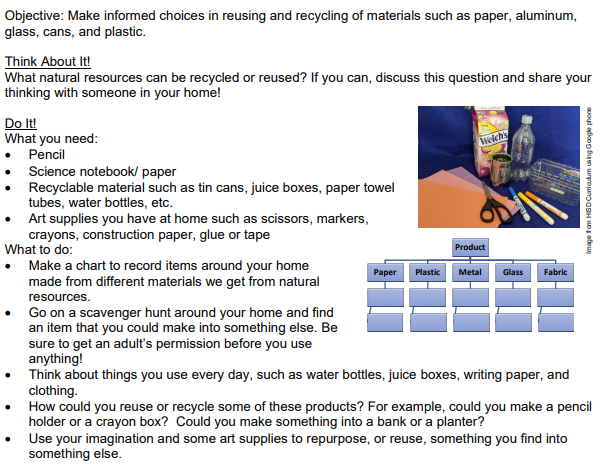 Objective: Make informed choices in reusing and recycling of materials such as paper, aluminum,
glass, cans, and plastic.
Think About It!
What natural resources can be recycled or reused? If you can, discuss this question and share your
thinking with someone in your home!
Do It!
What you need:
• Pencil
• Science notebook/ paper
• Recyclable material such as tin cans, juice boxes, paper towel
tubes, water bottles, etc.
• Art supplies you have at home such as scissors, markers,
crayons, construction paper, glue or tape
What to do:
• Make a chart to record items around your home
made from different materials we get from natural
resources.
• Go on a scavenger hunt around your home and find
an item that you could make into something else. Be
sure to get an adult's permission before you use
anything!
• Think about things you use every day, such as water bottles, juice boxes, writing paper, and
clothing.
• How could you reuse or recycle some of these products? For example, could you make a pencil
holder or a crayon box?  Could you make something into a bank or a planter?
• Use your imagination and some art supplies to repurpose, or reuse, something you find into
something else.
Welch's
Image from HISD Curriculum using Google phone
Product
Paper Plastic Metal Glass Fabric